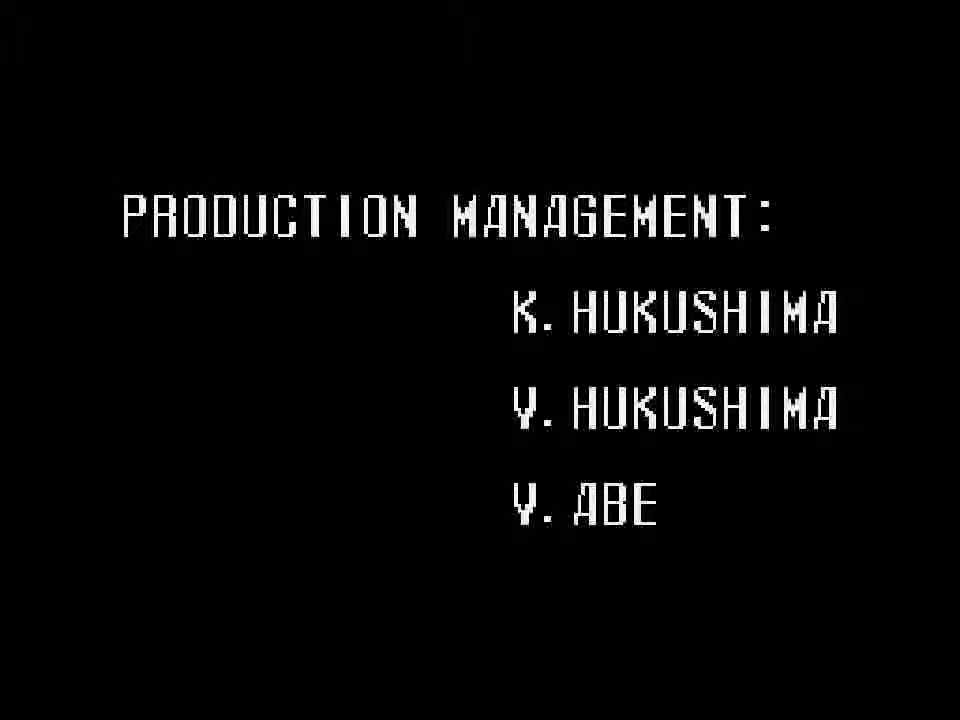 PRODUCTION MANAGEMENT:
K. HUKUSHIMA
Y. HUKUSHIMA
Y. ABE